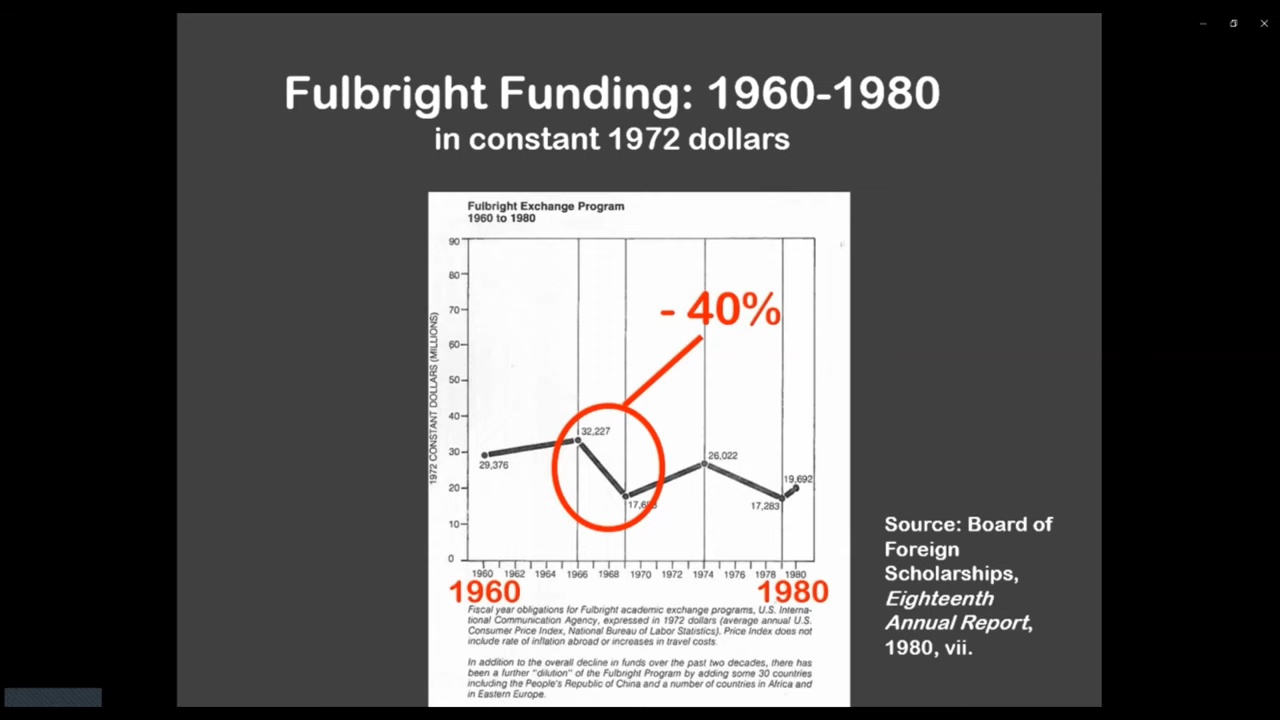 Fulbright Funding: 1960-1980
in constant 1972 dollars
Fulbright Exchange Program
1960 to 1980
90
80
70
60
50
40
30
20
10
0
1972 CONSTANT DOLLARS (MILLIONS)
- 40%
29,376
32,227
26,022
17,283
19,692
1960 1962 1964 1966 1968 1970 1972 1974 1976 1978 1980
1960 1980
Fiscal year obligations for Fulbright academic exchange programs, U.S. Interna-
tional Communication Agency, expressed in 1972 dollars (average annual U.S.
Consumer Price Index, National Bureau of Labor Statistics). Price Index does not
include rate of inflation abroad or increases in travel costs.
In addition to the overall decline in funds over the past two decades, there has
been a further "dilution" of the Fulbright Program by adding some 30 countries
including the People's Republic of China and a number of countries in Africa and
in Eastern Europe.
Source: Board of
Foreign
Scholarships,
Eighteenth
Annual Report,
1980, vii.